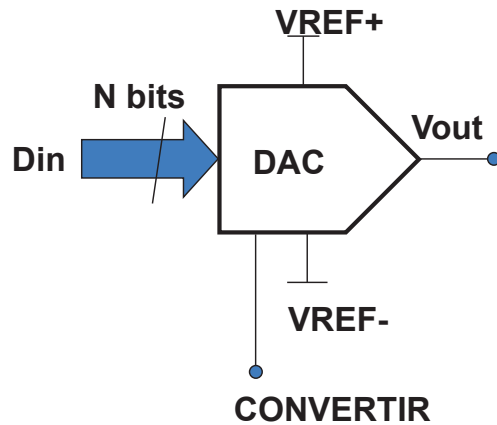 VREF+
N bits
Vout
Din
DAC
VREF-
CONVERTIR